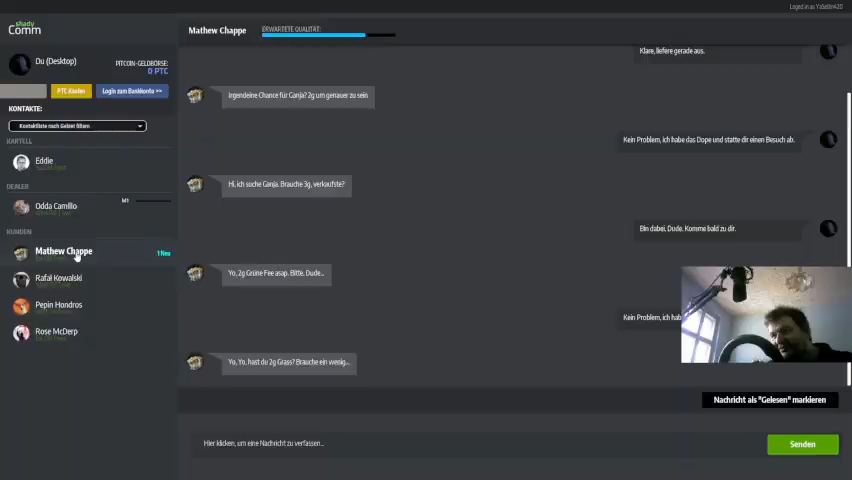 Logged in as YaSellin420
shady
Comm
Mathew Chappe
ERWARTETE QUALITÄT:
Du (Desktop)
PITCOIN-GELDBÖRSE:
0 PTC
PTC Kaufen
Login zum Bankkonto >>
KONTAKTE:
Kontaktliste nach Gebiet filtern
KARTELL
Eddie
DEALER
Odda Camillo
KUNDEN
Mathew Chappe
1 Neu
Rafał Kowalski
Pepin Hondros
Rose McDerp
Klare, liefere gerade aus.
Irgendeine Chance für Ganja? 2g um genauer zu sein
Kein Problem, ich habe das Dope und statte dir einen Besuch ab.
Hi, ich suche Ganja. Brauche 3g, verkaufste?
Bin dabei, Dude. Komme bald zu dir.
Yo, 2g Grüne Fee asap. Bitte. Dude...
Kein Problem, ich hab
Yo, Yo, hast du 2g Grass? Brauche ein wenig...
Nachricht als "Gelesen" markieren
Hier klicken, um eine Nachricht zu verfassen...
Senden